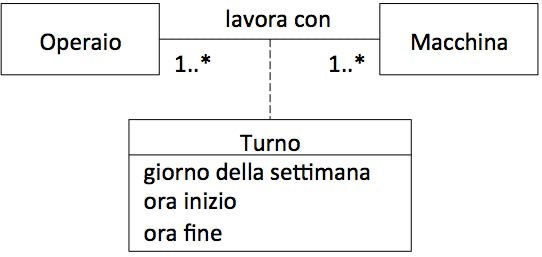 lavora con
Operaio
Macchina
1..*
1..*
Turno
giorno della settimana
ora inizio
ora fine